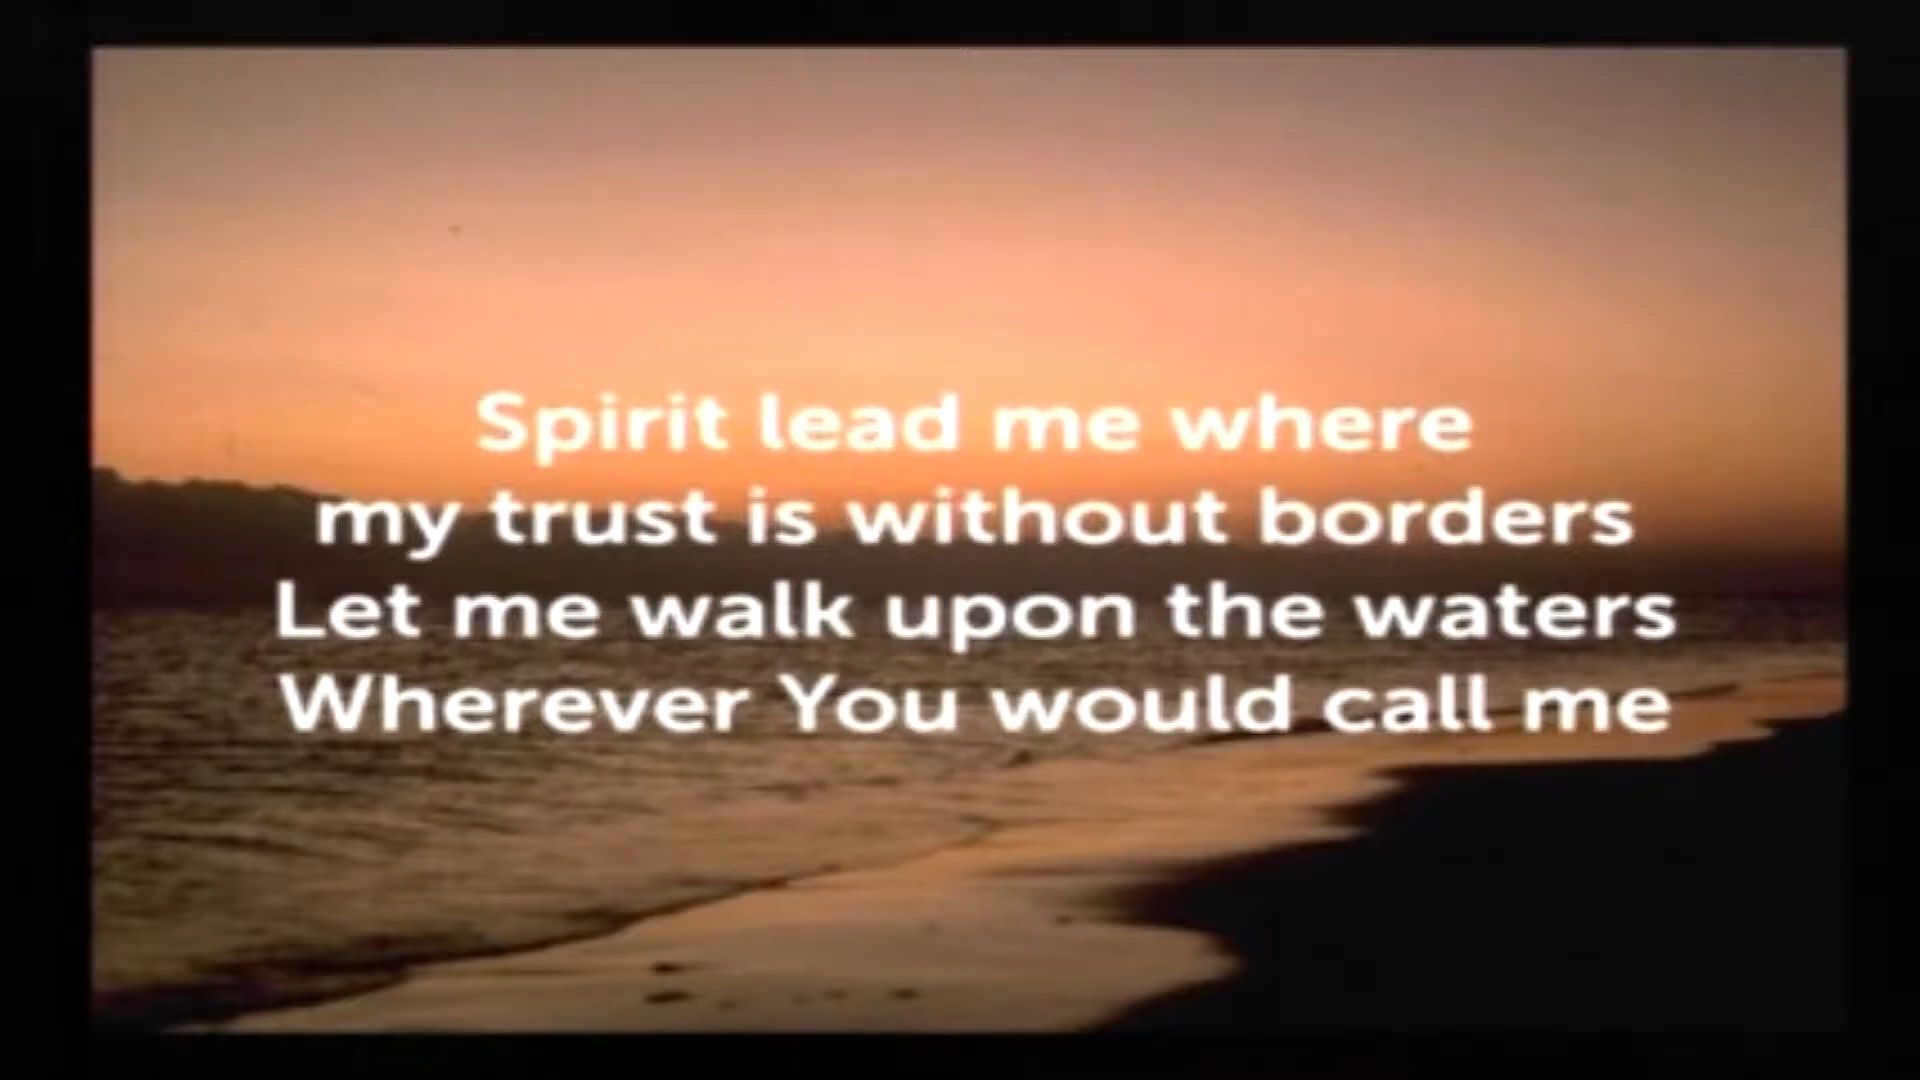 Spirit lead me where
my trust is without borders
Let me walk upon the waters
Wherever You would call me